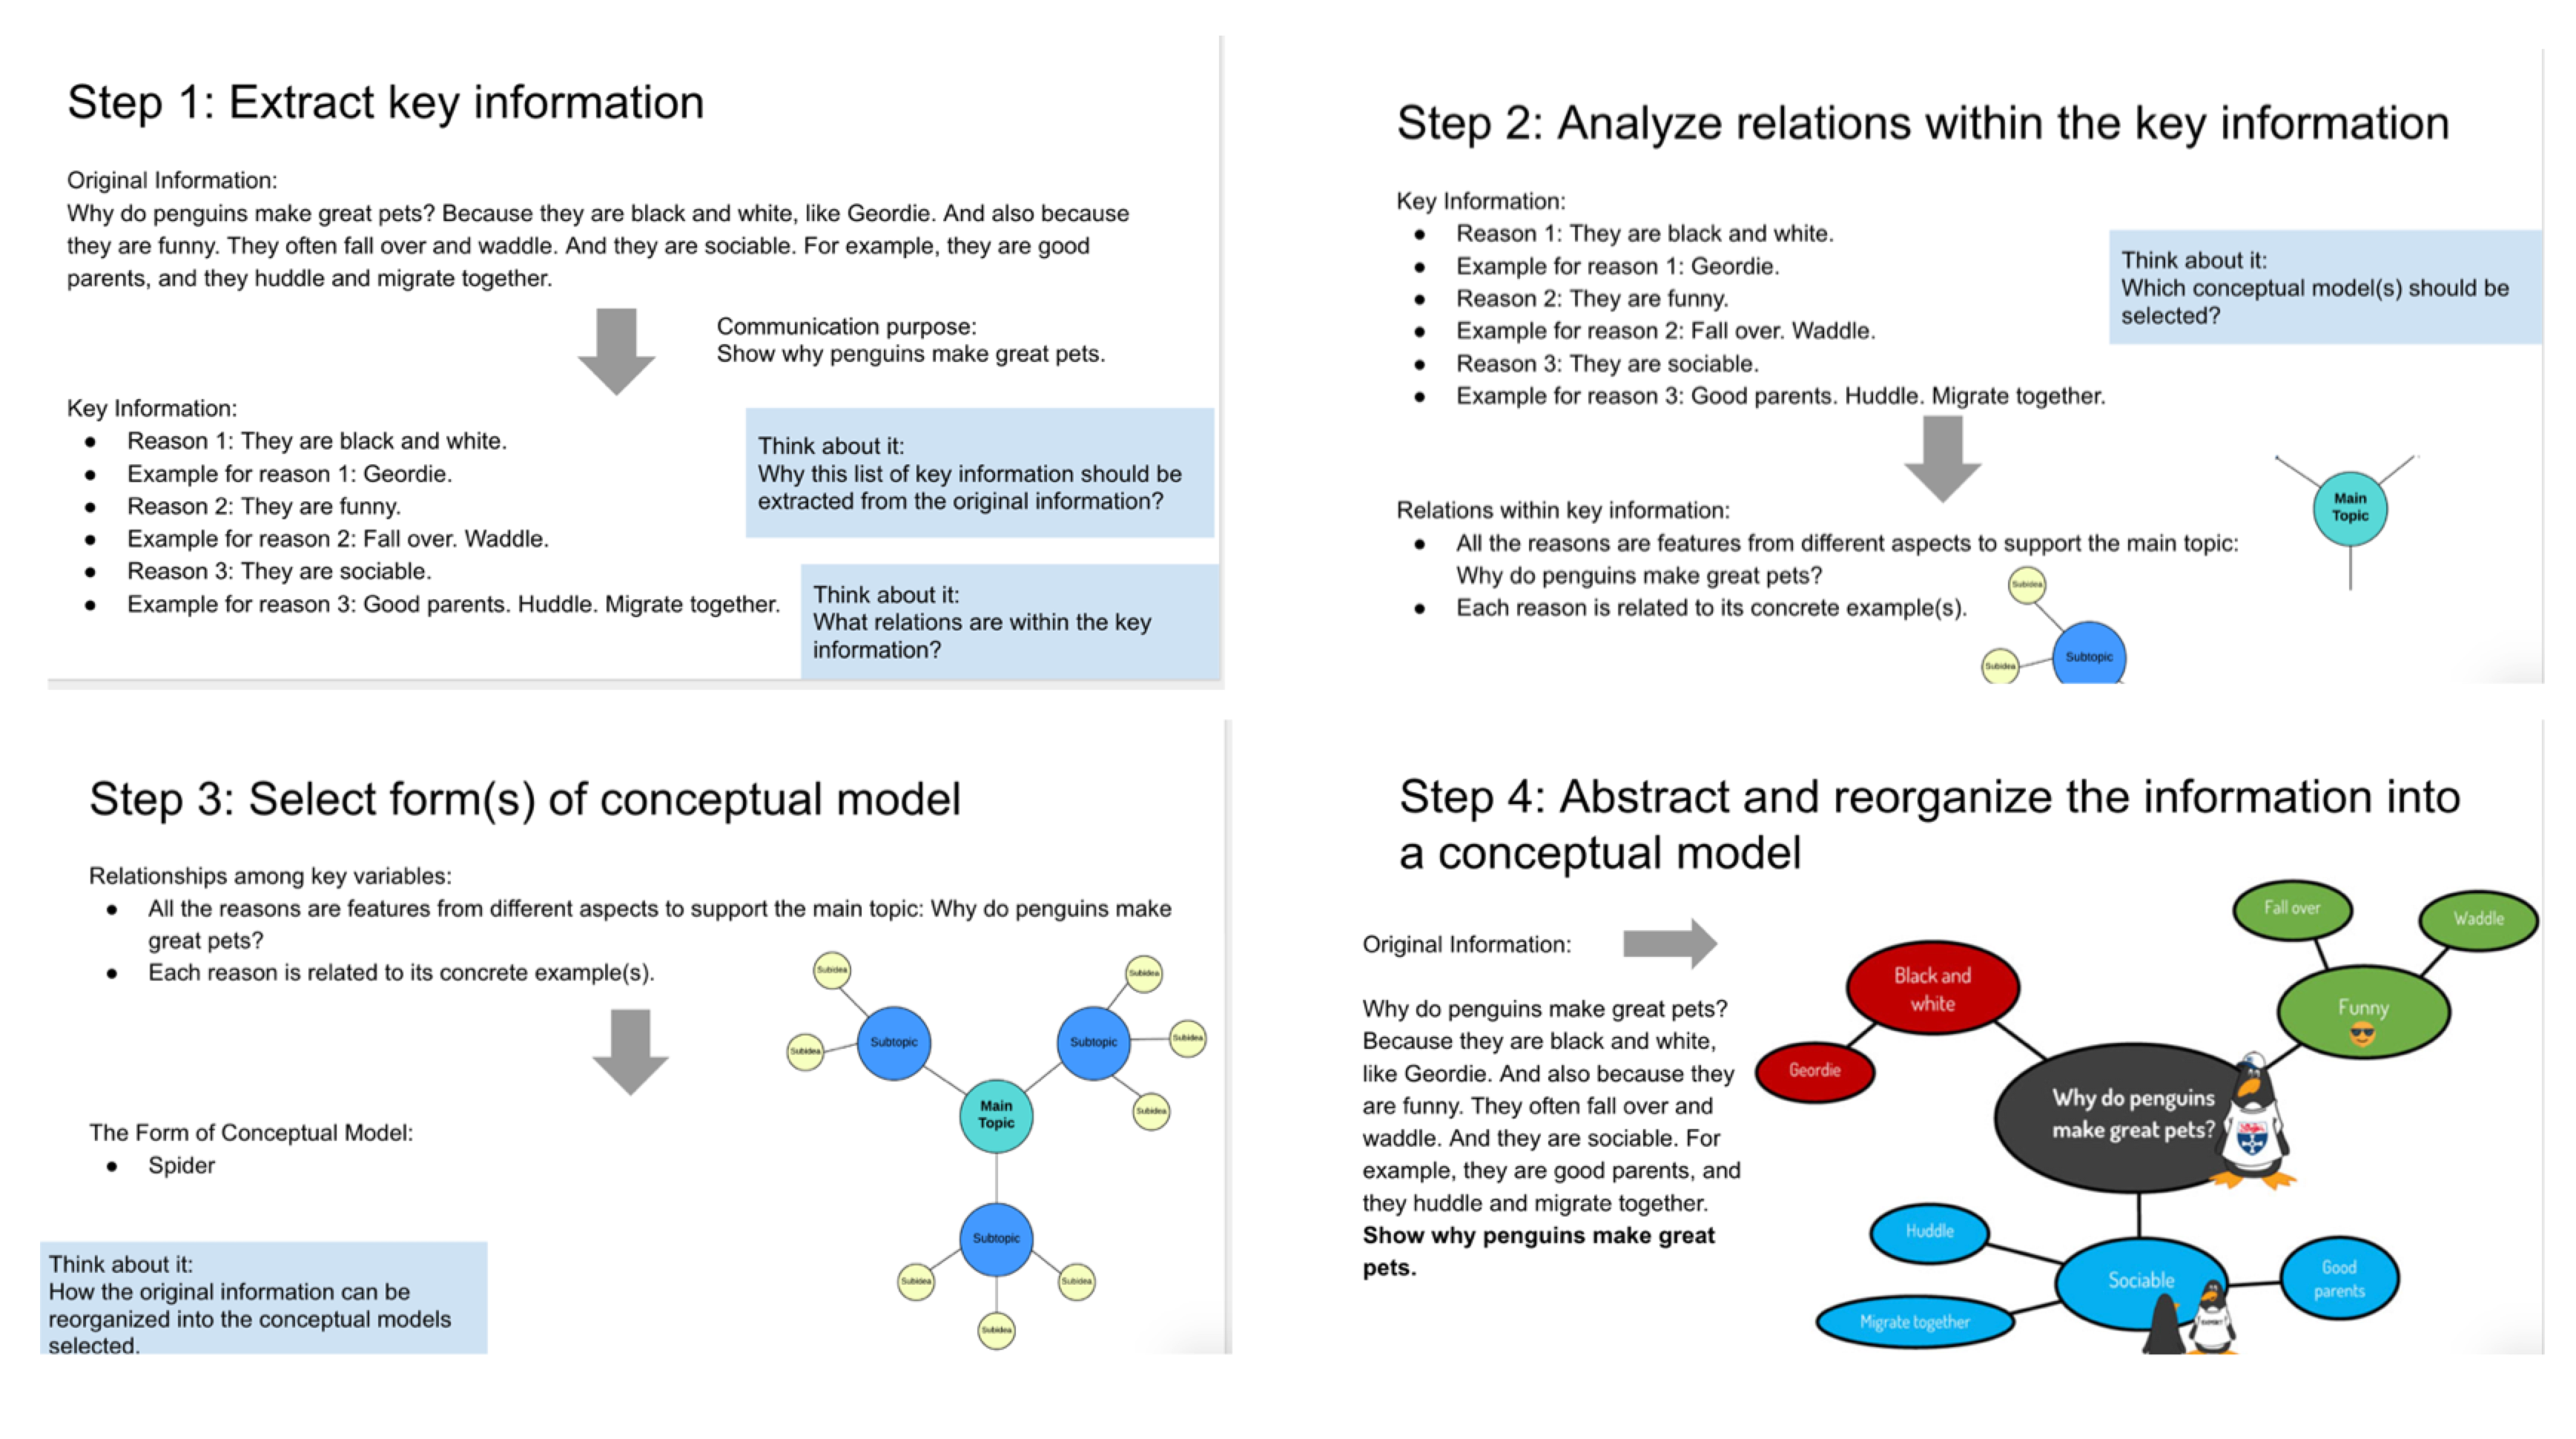 Step 1: Extract key information
Original Information:
Why do penguins make great pets? Because they are black and white, like Geordie. And also because
they are funny. They often fall over and waddle. And they are sociable. For example, they are good
parents, and they huddle and migrate together.
Communication purpose:
Show why penguins make great pets.
Key Information:
● Reason 1: They are black and white.
● Example for reason 1: Geordie.
● Reason 2: They are funny.
● Example for reason 2: Fall over. Waddle.
● Reason 3: They are sociable.
● Example for reason 3: Good parents. Huddle. Migrate together.
Think about it:
Why this list of key information should be
extracted from the original information?
Think about it:
What relations are within the key
information?
Step 2: Analyze relations within the key information
Key Information:
● Reason 1: They are black and white.
● Example for reason 1: Geordie.
● Reason 2: They are funny.
● Example for reason 2: Fall over. Waddle.
● Reason 3: They are sociable.
● Example for reason 3: Good parents. Huddle. Migrate together.
Think about it:
Which conceptual model(s) should be
selected?
Relations within key information:
● All the reasons are features from different aspects to support the main topic:
Why do penguins make great pets?
● Each reason is related to its concrete example(s).
Main
Topic
Subidea
Subidea
Subtopic
Step 3: Select form(s) of conceptual model
Relationships among key variables:
● All the reasons are features from different aspects to support the main topic: Why do penguins make
great pets?
● Each reason is related to its concrete example(s).
The Form of Conceptual Model:
● Spider
Think about it:
How the original information can be
reorganized into the conceptual models
selected.
Subidea
Subidea
Subtopic
Subtopic
Subidea
Subidea
Subidea
Main
Topic
Subtopic
Subidea
Subidea
Subidea
Step 4: Abstract and reorganize the information into
a conceptual model
Original Information:
Why do penguins make great pets?
Because they are black and white,
like Geordie. And also because they
are funny. They often fall over and
waddle. And they are sociable. For
example, they are good parents, and
they huddle and migrate together.
Show why penguins make great
pets.
Fall over
Waddle
Black and
white
Funny
Geordie
Why do penguins
make great pets?
Huddle
Sociable
Good
parents
Migrate together